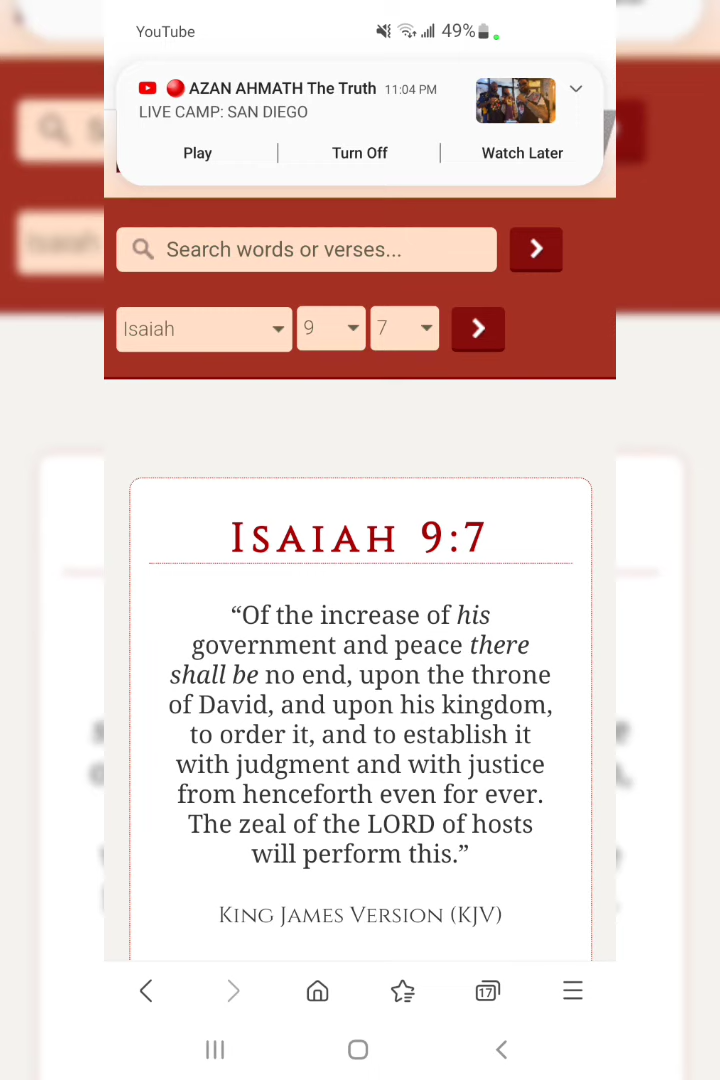 YouTube 49%
AZAN AHMATH The Truth 11:04 PM
LIVE CAMP: SAN DIEGO
Play | Turn Off | Watch Later
Search words or verses...
Isaiah 9 7
ISAIAH 9:7
“Of the increase of his
government and peace there
shall be no end, upon the throne
of David, and upon his kingdom,
to order it, and to establish it
with judgment and with justice
from henceforth even for ever.
The zeal of the LORD of hosts
will perform this.”
KING JAMES VERSION (KJV)
17